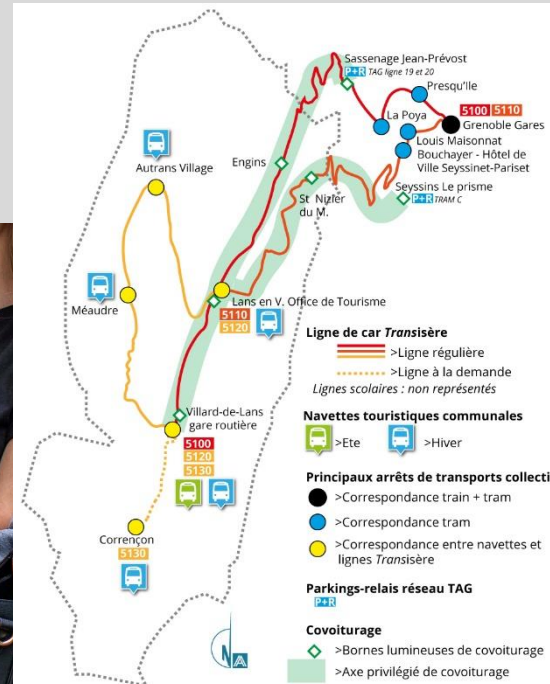 Sassenage Jean-Prévost
P+R TAG ligne 19 et 20
Presqu'Ile
5100 5110
La Poya
Grenoble Gares
Louis Maisonnat
Bouchayer - Hôtel de
Ville Seyssinet-Pariset
Engins
Autrans Village
St Nizier
du M.
Seyssins Le prisme
P+R TRAM C
Méaudre
Lans en V. Office de Tourisme
5110
5120
Villard-de-Lans
gare routière
5100
5120
5130
Corrençon
5130
Ligne de car Transisère
>Ligne régulière
>Ligne à la demande
Lignes scolaires : non représentés
Navettes touristiques communales
>Ete >Hiver
Principaux arrêts de transports collecti
>Correspondance train + tram
>Correspondance tram
>Correspondance entre navettes et
lignes Transisère
Parkings-relais réseau TAG
P+R
Covoiturage
>Bornes lumineuses de covoiturage
>Axe privilégié de covoiturage
N